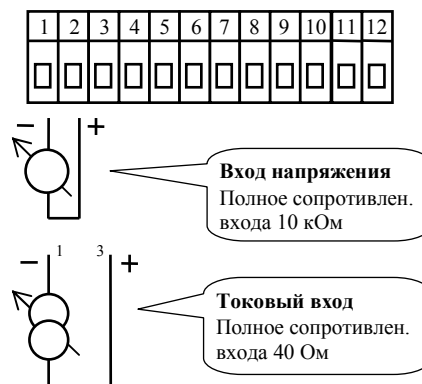 1 2 3 4 5 6 7 8 9 10 11 12
− +
Вход напряжения
Полное сопротивлен.
входа 10 кОм
− 1 3 +
Токовый вход
Полное сопротивлен.
входа 40 Ом